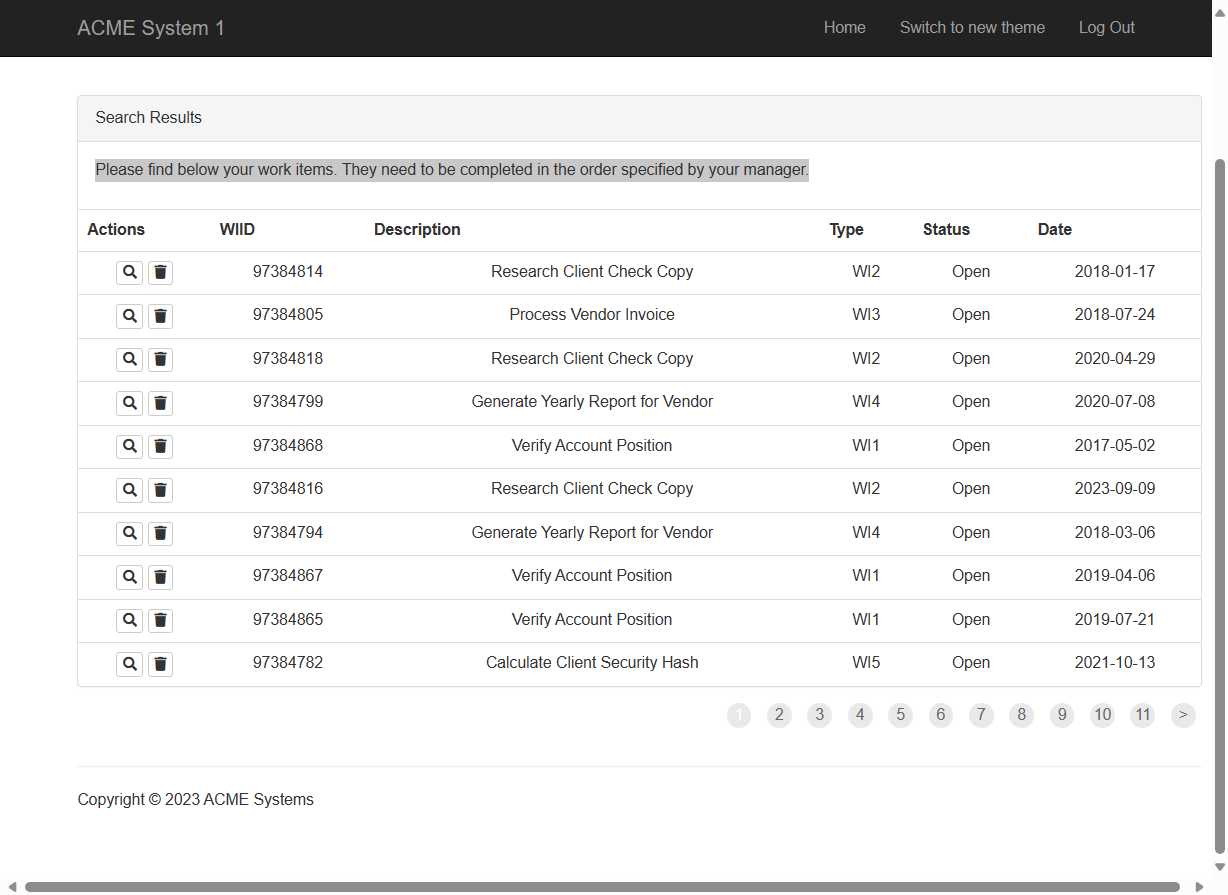 ACME System 1 Home Switch to new theme Log Out
Search Results
Please find below your work items. They need to be completed in the order specified by your manager.
Actions WIID Description Type Status Date
97384814 Research Client Check Copy WI2 Open 2018-01-17
97384805 Process Vendor Invoice WI3 Open 2018-07-24
97384818 Research Client Check Copy WI2 Open 2020-04-29
97384799 Generate Yearly Report for Vendor WI4 Open 2020-07-08
97384868 Verify Account Position WI1 Open 2017-05-02
97384816 Research Client Check Copy WI2 Open 2023-09-09
97384794 Generate Yearly Report for Vendor WI4 Open 2018-03-06
97384867 Verify Account Position WI1 Open 2019-04-06
97384865 Verify Account Position WI1 Open 2019-07-21
97384782 Calculate Client Security Hash WI5 Open 2021-10-13
1 2 3 4 5 6 7 8 9 10 11 >
Copyright © 2023 ACME Systems